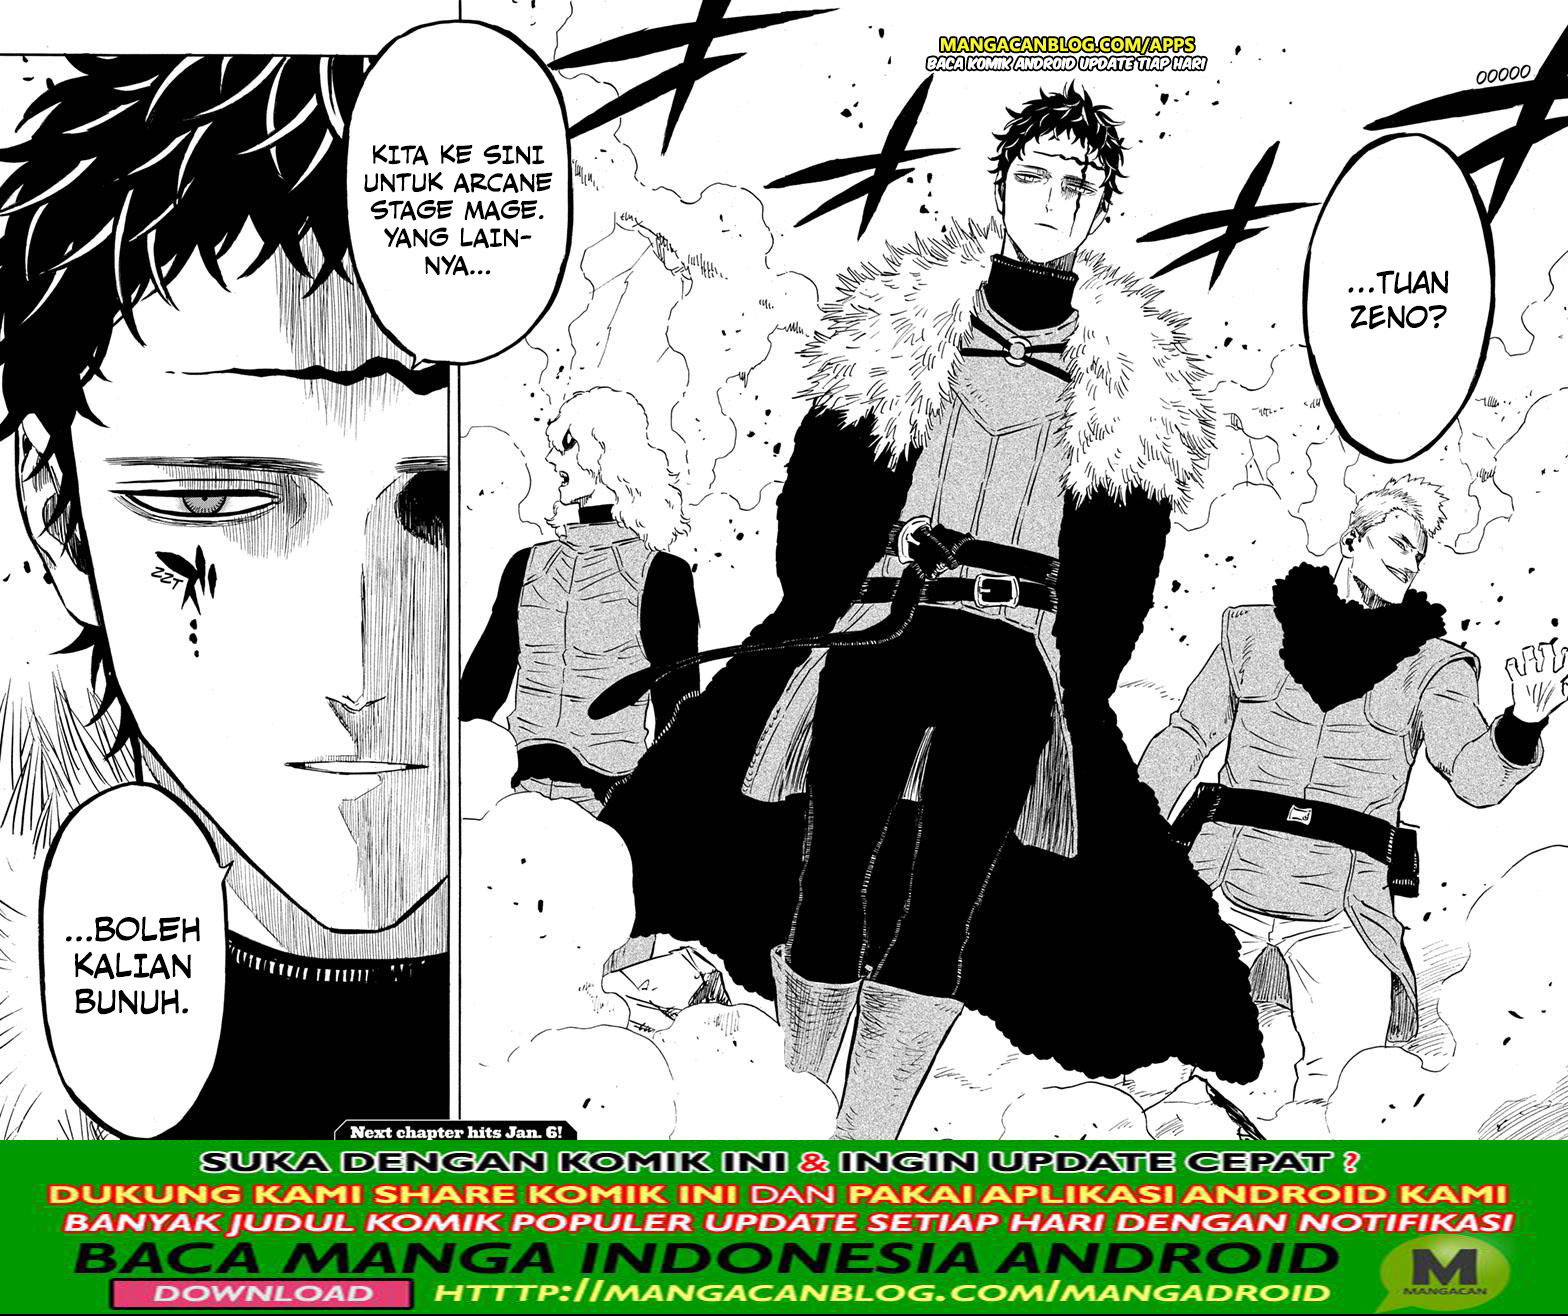 MANGACANBLOG.COM/APPS
BACA KOMIK ANDROID UPDATE TIAP HARI
OOOOO
...TUAN
ZENO?
KITA KE SINI
UNTUK ARCANE
STAGE MAGE.
YANG LAIN-
NYA...
ZZT
...BOLEH
KALIAN
BUNUH.
Next chapter hits Jan. 6!
SUKA DENGAN KOMIK INI & INGIN UPDATE CEPAT ?
DUKUNG KAMI SHARE KOMIK INI DAN PAKAI APLIKASI ANDROID KAMI
BANYAK JUDUL KOMIK POPULER UPDATE SETIAP HARI DENGAN NOTIFIKASI
BACA MANGA INDONESIA ANDROID
DOWNLOAD
HTTTP://MANGACANBLOG.COM/MANGADROID
M
MANGACAN